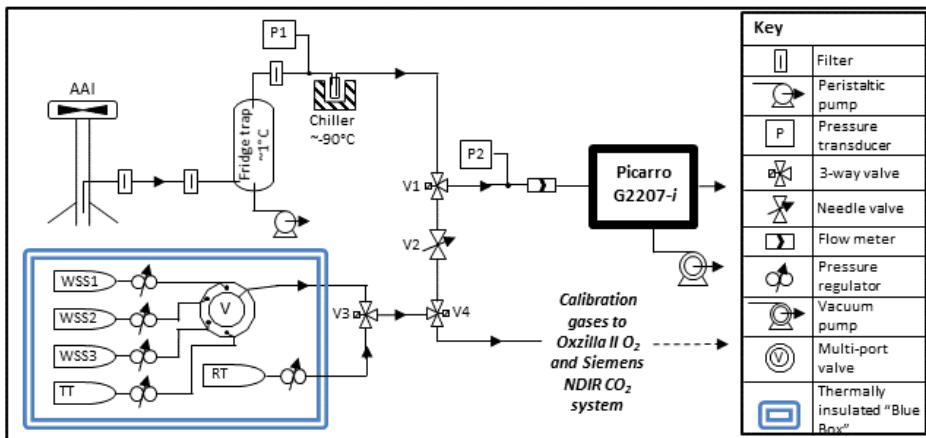 P1
AAI
Fridge trap
~1°C
Chiller
~-90°C
P2
V1
Picarro
G2207-i
V2
WSS1
WSS2
WSS3
TT
V
RT
V3
V4
Calibration
gases to
Oxzilla II O2
and Siemens
NDIR CO2
system
Key
Filter
Peristaltic
pump
P
Pressure
transducer
3-way valve
Needle valve
Flow meter
Pressure
regulator
Vacuum
pump
V
Multi-port
valve
Thermally
insulated “Blue
Box”